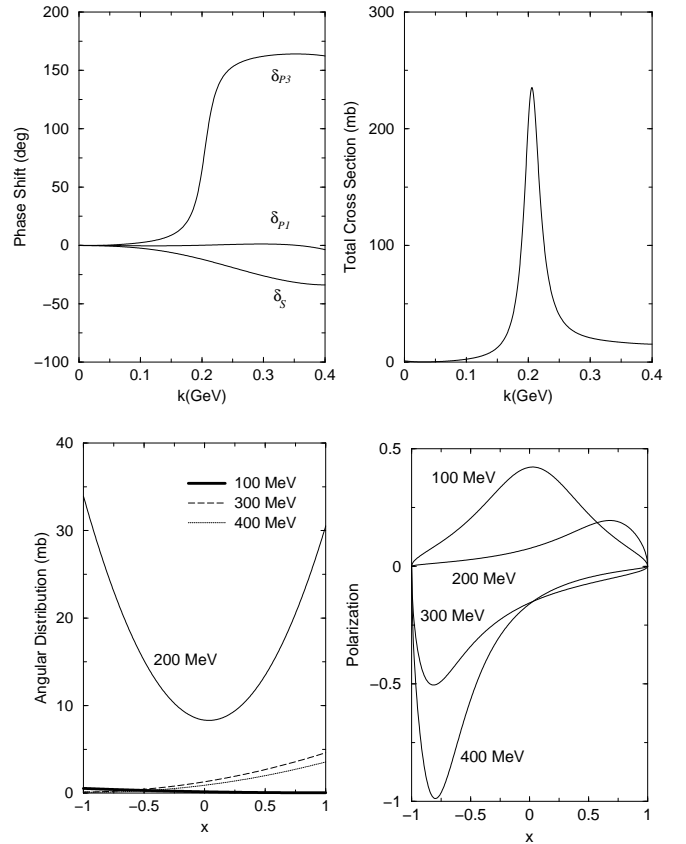 200
150
100
50
0
−50
−100
Phase Shift (deg)
δP3
δP1
δS
0 0.1 0.2 0.3 0.4
k(GeV)
300
200
100
0
Total Cross Section (mb)
0 0.1 0.2 0.3 0.4
k(GeV)
40
30
20
10
0
Angular Distribution (mb)
100 MeV
300 MeV
400 MeV
200 MeV
−1 −0.5 0 0.5 1
x
0.5
0
−0.5
−1
Polarization
100 MeV
200 MeV
300 MeV
400 MeV
−1 −0.5 0 0.5 1
x